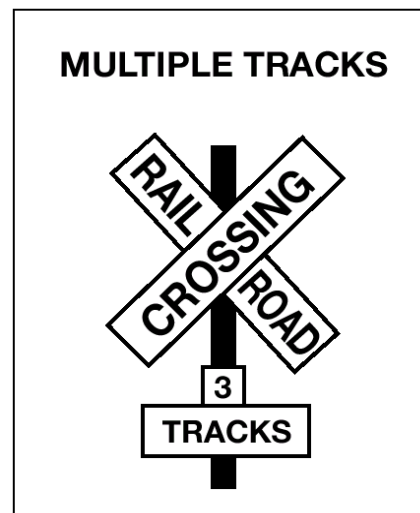 MULTIPLE TRACKS
RAIL
CROSSING
ROAD
3
TRACKS